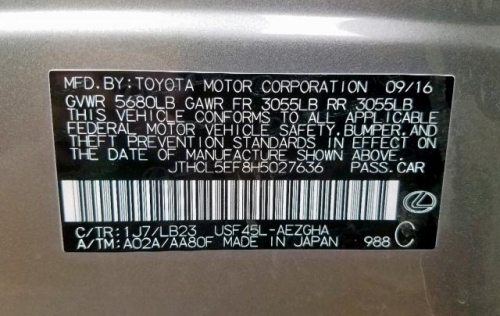 MFD.BY:TOYOTA MOTOR CORPORATION 09/16
GVWR 5680LB GAWR FR 3055LB RR 3055LB
THIS VEHICLE CONFORMS TO ALL APPLICABLE
FEDERAL MOTOR VEHICLE SAFETY,BUMPER,AND
THEFT PREVENTION STANDARDS IN EFFECT ON
THE DATE OF MANUFACTURE SHOWN ABOVE.
JTHCL5EF8H5027636 PASS.CAR
C/TR:1J7/LB23 USF45L-AEZGHA
A/TM:A02A/AA80F MADE IN JAPAN 988 C